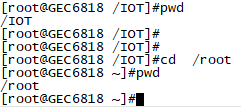 [root@GEC6818 /IOT]#pwd
/IOT
[root@GEC6818 /IOT]#
[root@GEC6818 /IOT]#
[root@GEC6818 /IOT]#cd  /root
[root@GEC6818 ~]#pwd
/root
[root@GEC6818 ~]#